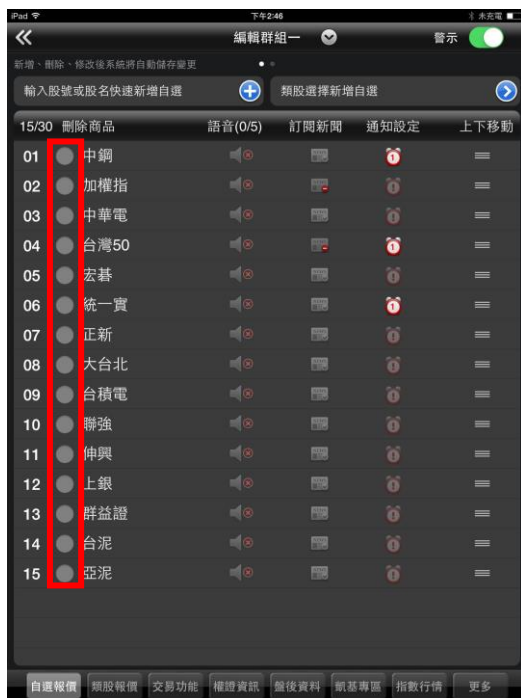 iPad 下午2:46 未充電
編輯群組一 警示
新增、刪除、修改後系統將自動儲存變更
輸入股號或股名快速新增自選 類股選擇新增自選
15/30 刪除商品 語音(0/5) 訂閱新聞 通知設定 上下移動
01 中鋼
02 加權指
03 中華電
04 台灣50
05 宏碁
06 統一實
07 正新
08 大台北
09 台積電
10 聯強
11 伸興
12 上銀
13 群益證
14 台泥
15 亞泥
自選報價 類股報價 交易功能 權證資訊 盤後資料 凱基專區 指數行情 更多